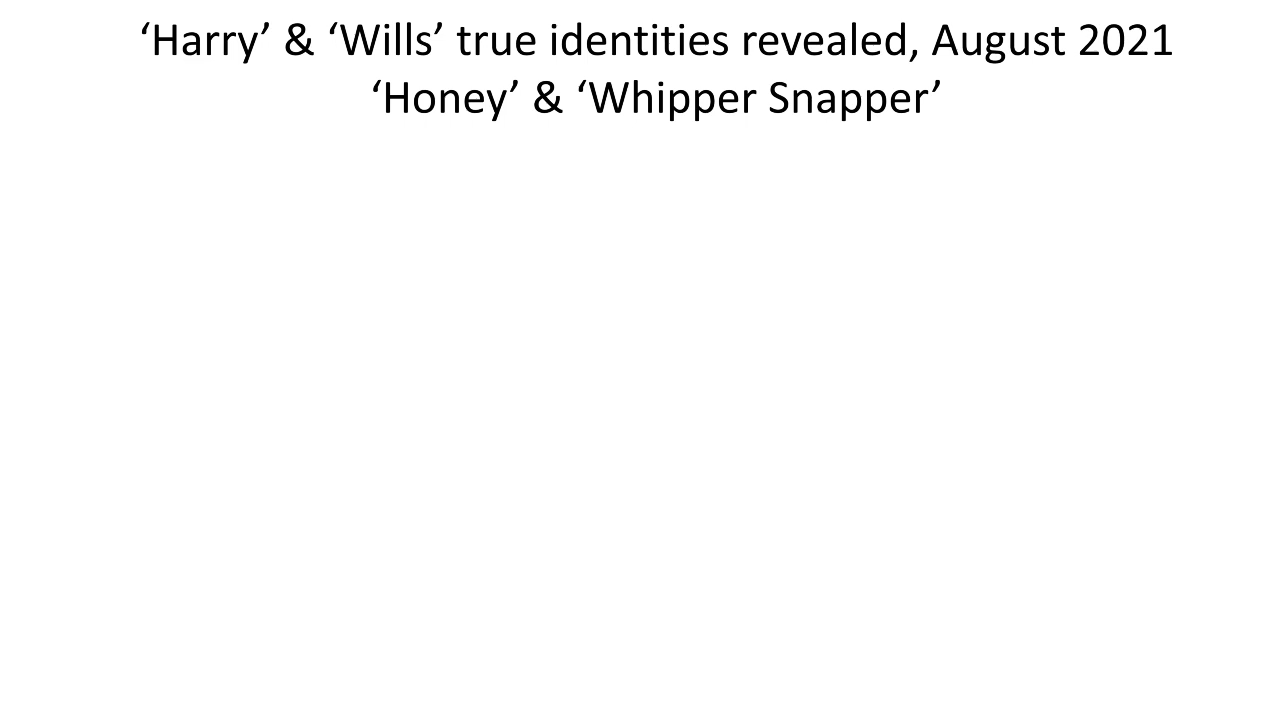 ‘Harry’ & ‘Wills’ true identities revealed, August 2021
‘Honey’ & ‘Whipper Snapper’